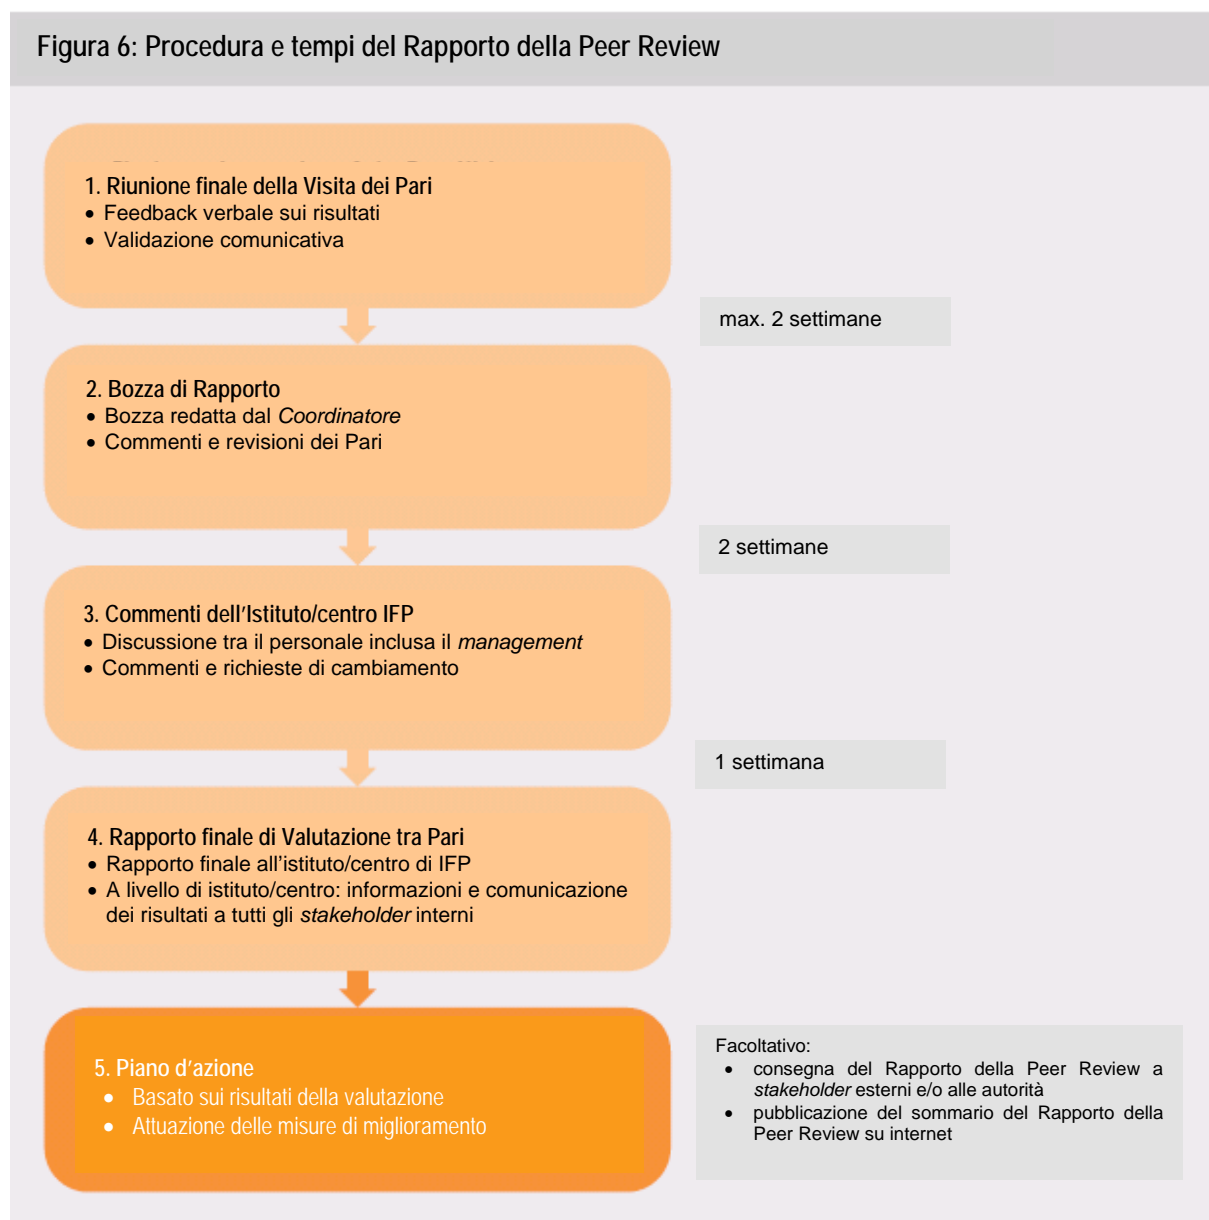 Figura 6: Procedura e tempi del Rapporto della Peer Review
1. Riunione finale della Visita dei Pari
• Feedback verbale sui risultati
• Validazione comunicativa
max. 2 settimane
2. Bozza di Rapporto
• Bozza redatta dal Coordinatore
• Commenti e revisioni dei Pari
2 settimane
3. Commenti dell'Istituto/centro IFP
• Discussione tra il personale inclusa il management
• Commenti e richieste di cambiamento
1 settimana
4. Rapporto finale di Valutazione tra Pari
• Rapporto finale all'istituto/centro di IFP
• A livello di istituto/centro: informazioni e comunicazione
dei risultati a tutti gli stakeholder interni
5. Piano d'azione
• Basato sui risultati della valutazione
• Attuazione delle misure di miglioramento
Facoltativo:
• consegna del Rapporto della Peer Review a
stakeholder esterni e/o alle autorità
• pubblicazione del sommario del Rapporto della
Peer Review su internet